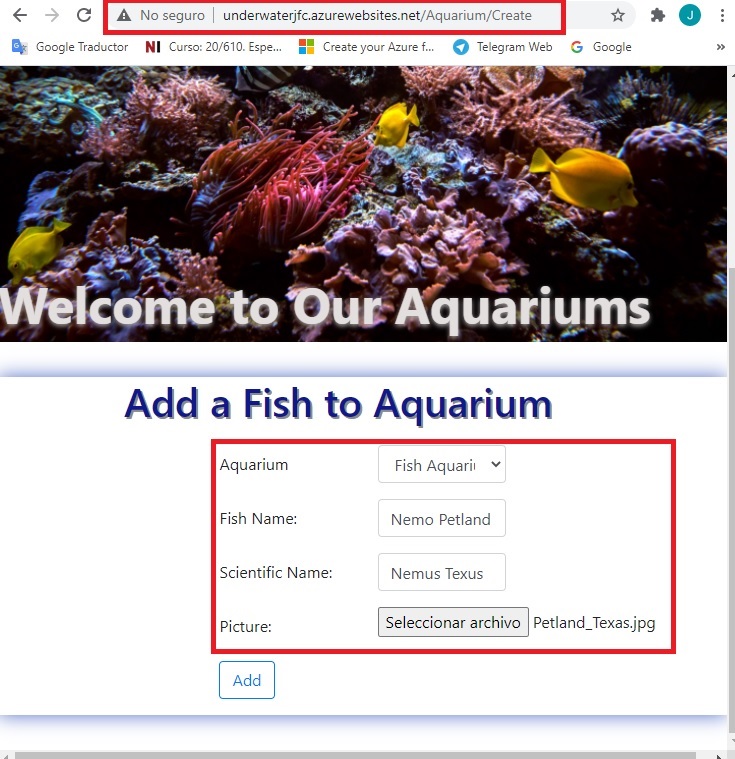 No seguro | underwaterjfc.azurewebsites.net/Aquarium/Create
J
Google Traductor NI Curso: 20/610. Espe... Create your Azure f... Telegram Web Google »
Welcome to Our Aquariums
Add a Fish to Aquarium
Aquarium Fish Aquari
Fish Name: Nemo Petland
Scientific Name: Nemus Texus
Picture: Seleccionar archivo Petland_Texas.jpg
Add